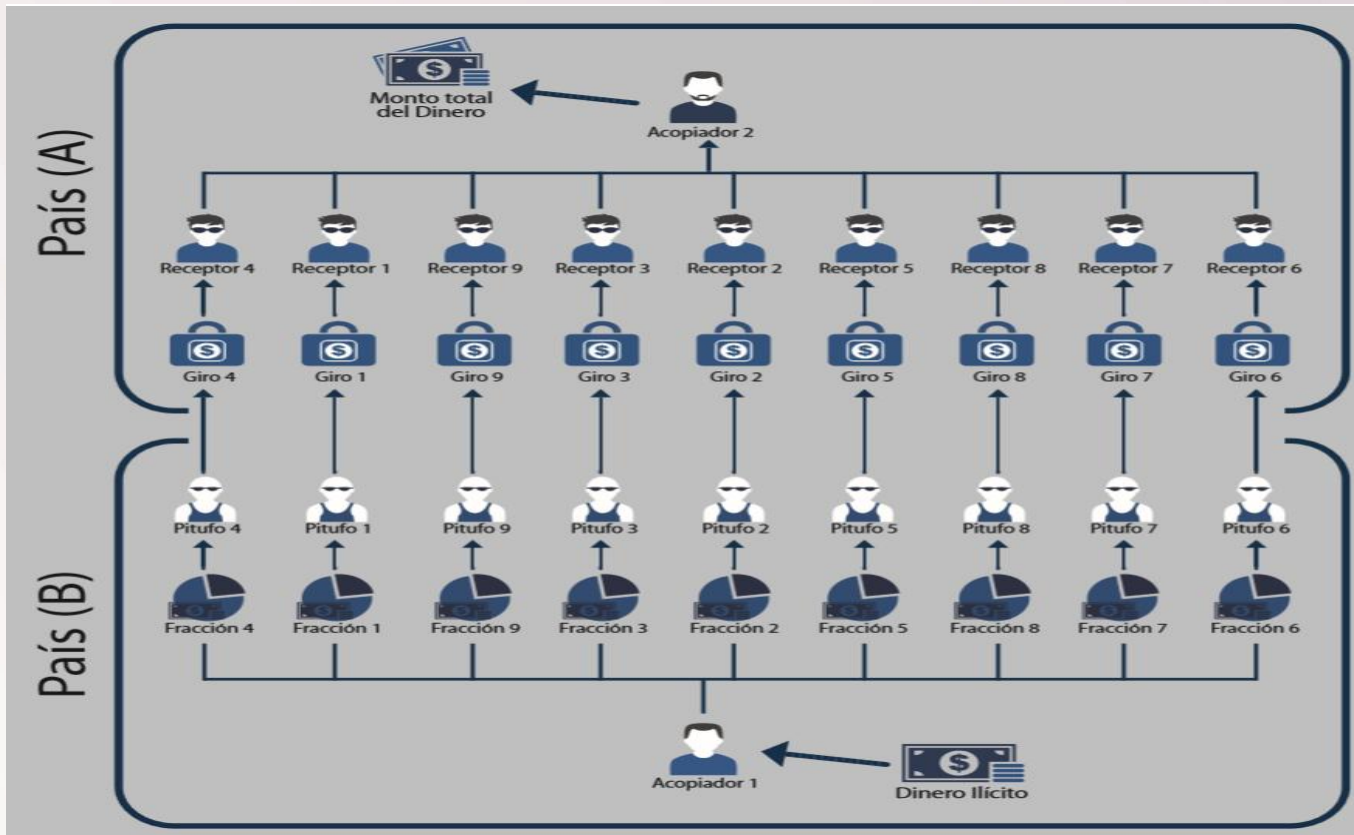 País (A)
Monto total
del Dinero
Acopiador 2
Receptor 4 Receptor 1 Receptor 9 Receptor 3 Receptor 2 Receptor 5 Receptor 8 Receptor 7 Receptor 6
Giro 4 Giro 1 Giro 9 Giro 3 Giro 2 Giro 5 Giro 8 Giro 7 Giro 6
País (B)
Pitufo 4 Pitufo 1 Pitufo 9 Pitufo 3 Pitufo 2 Pitufo 5 Pitufo 8 Pitufo 7 Pitufo 6
Fracción 4 Fracción 1 Fracción 9 Fracción 3 Fracción 2 Fracción 5 Fracción 8 Fracción 7 Fracción 6
Acopiador 1
Dinero Ilícito